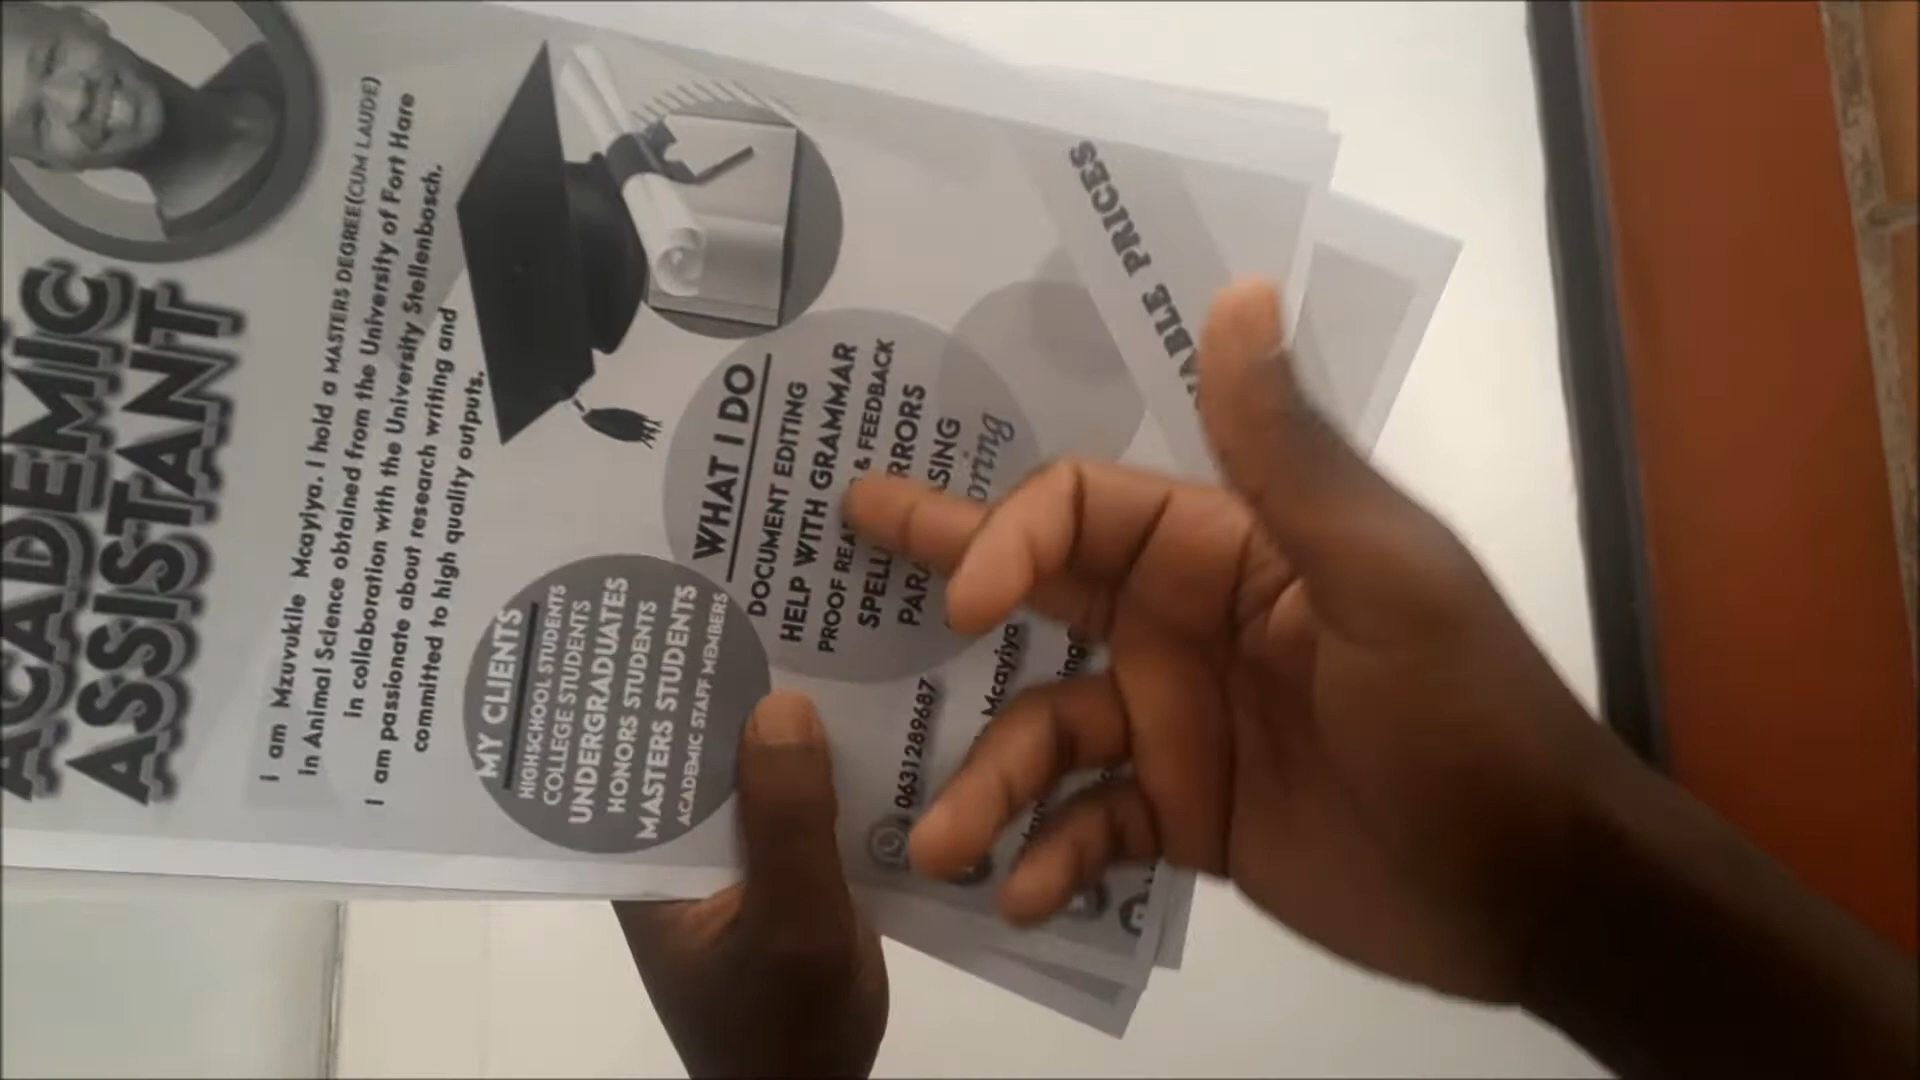 ACADEMIC
ASSISTANT
I am Mzuvukile Mcayiya. I hold a MASTERS DEGREE(CUM LAUDE)
in Animal Science obtained from the University of Fort Hare
in collaboration with the University Stellenbosch.
I am passionate about research writing and
committed to high quality outputs.
MY CLIENTS
HIGHSCHOOL STUDENTS
COLLEGE STUDENTS
UNDERGRADUATES
HONORS STUDENTS
MASTERS STUDENTS
ACADEMIC STAFF MEMBERS
WHAT I DO
DOCUMENT EDITING
HELP WITH GRAMMAR
PROOF & FEEDBACK
PRICES
0631289687
Mcayiya